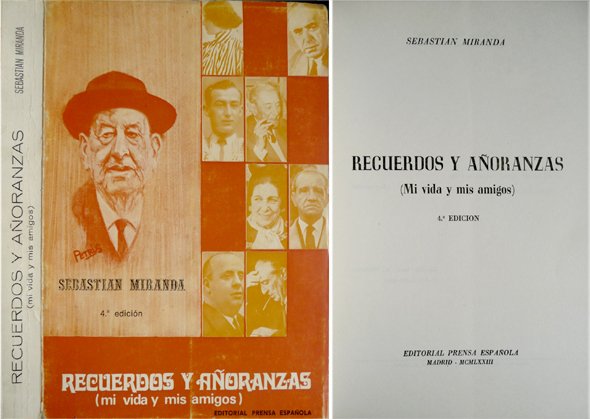 RECUERDOS Y AÑORANZAS
(mi vida y mis amigos)
SEBASTIAN MIRANDA
PETRUS
SEBASTIAN MIRANDA
4.ª edición
RECUERDOS Y AÑORANZAS
(mi vida y mis amigos)
EDITORIAL PRENSA ESPAÑOLA
SEBASTIAN MIRANDA
RECUERDOS Y AÑORANZAS
(Mi vida y mis amigos)
4.ª EDICION
EDITORIAL PRENSA ESPAÑOLA
MADRID - MCMLXXIII